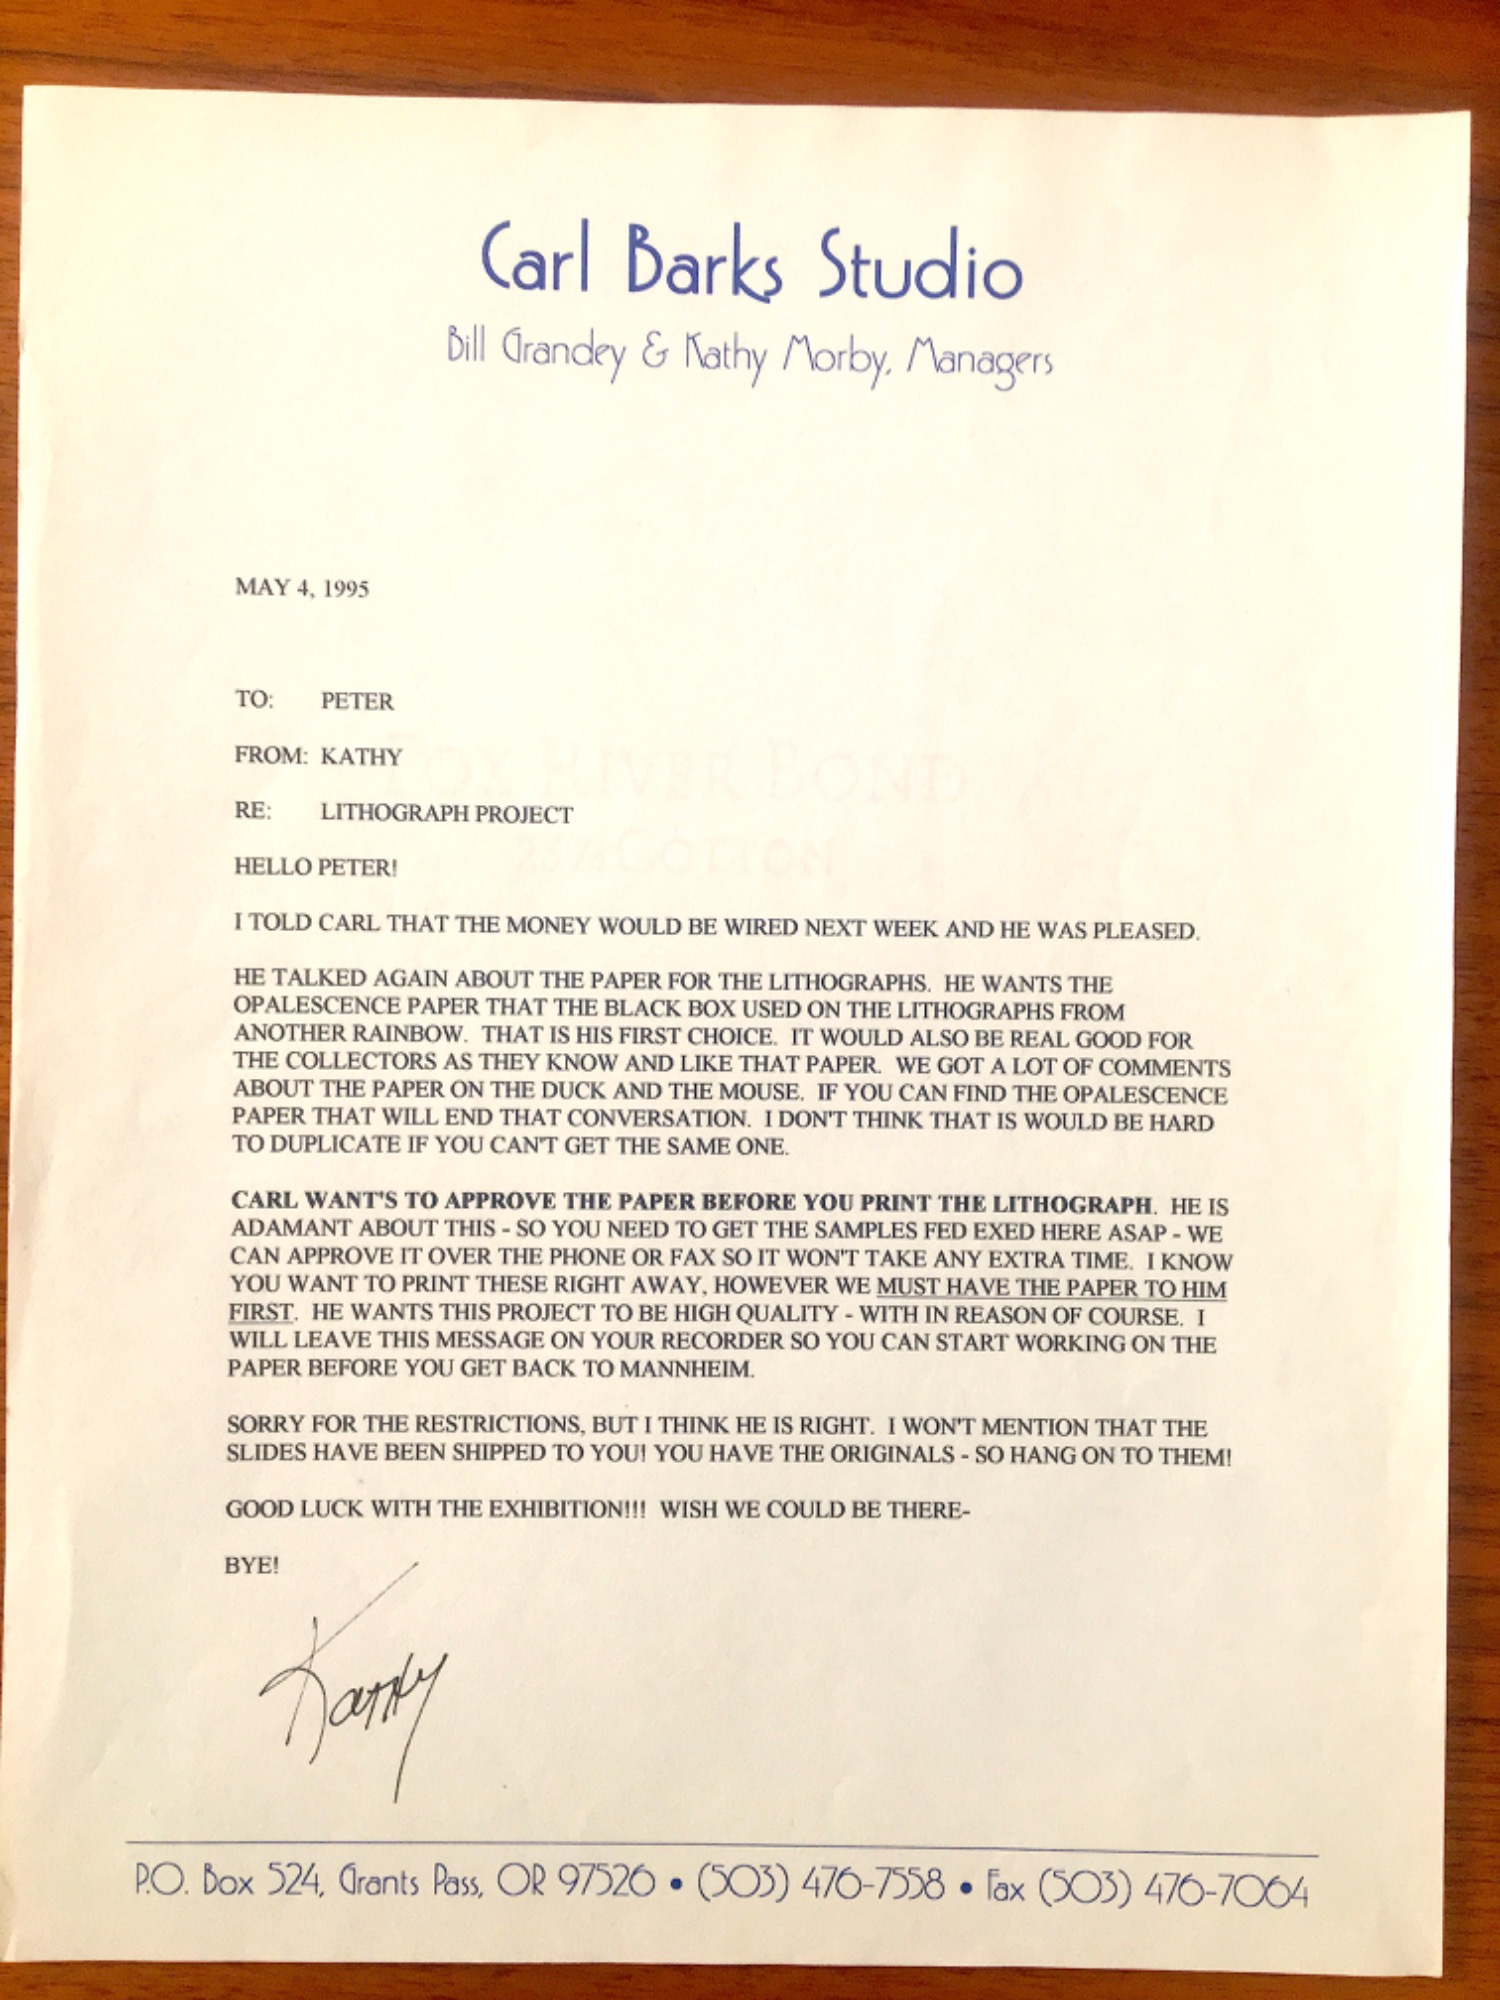 Carl Barks Studio
Bill Grandey & Kathy Morby, Managers
MAY 4, 1995
TO: PETER
FROM: KATHY
RE: LITHOGRAPH PROJECT
HELLO PETER!
I TOLD CARL THAT THE MONEY WOULD BE WIRED NEXT WEEK AND HE WAS PLEASED.
HE TALKED AGAIN ABOUT THE PAPER FOR THE LITHOGRAPHS. HE WANTS THE
OPALESCENCE PAPER THAT THE BLACK BOX USED ON THE LITHOGRAPHS FROM
ANOTHER RAINBOW. THAT IS HIS FIRST CHOICE. IT WOULD ALSO BE REAL GOOD FOR
THE COLLECTORS AS THEY KNOW AND LIKE THAT PAPER. WE GOT A LOT OF COMMENTS
ABOUT THE PAPER ON THE DUCK AND THE MOUSE. IF YOU CAN FIND THE OPALESCENCE
PAPER THAT WILL END THAT CONVERSATION. I DON'T THINK THAT IS WOULD BE HARD
TO DUPLICATE IF YOU CAN'T GET THE SAME ONE.
CARL WANT'S TO APPROVE THE PAPER BEFORE YOU PRINT THE LITHOGRAPH. HE IS
ADAMANT ABOUT THIS - SO YOU NEED TO GET THE SAMPLES FED EXED HERE ASAP - WE
CAN APPROVE IT OVER THE PHONE OR FAX SO IT WON'T TAKE ANY EXTRA TIME. I KNOW
YOU WANT TO PRINT THESE RIGHT AWAY, HOWEVER WE MUST HAVE THE PAPER TO HIM
FIRST. HE WANTS THIS PROJECT TO BE HIGH QUALITY - WITH IN REASON OF COURSE. I
WILL LEAVE THIS MESSAGE ON YOUR RECORDER SO YOU CAN START WORKING ON THE
PAPER BEFORE YOU GET BACK TO MANNHEIM.
SORRY FOR THE RESTRICTIONS, BUT I THINK HE IS RIGHT. I WON'T MENTION THAT THE
SLIDES HAVE BEEN SHIPPED TO YOU! YOU HAVE THE ORIGINALS - SO HANG ON TO THEM!
GOOD LUCK WITH THE EXHIBITION!!! WISH WE COULD BE THERE-
BYE!
Kathy
P.O. Box 524, Grants Pass, OR 97526 • (503) 476-7558 • Fax (503) 476-7064